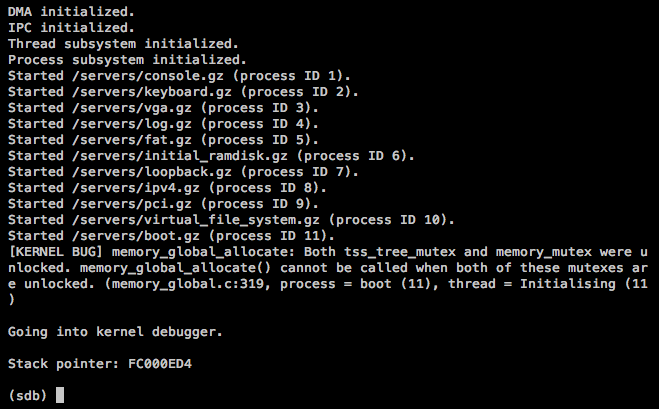 DMA initialized.
IPC initialized.
Thread subsystem initialized.
Process subsystem initialized.
Started /servers/console.gz (process ID 1).
Started /servers/keyboard.gz (process ID 2).
Started /servers/vga.gz (process ID 3).
Started /servers/log.gz (process ID 4).
Started /servers/fat.gz (process ID 5).
Started /servers/initial_ramdisk.gz (process ID 6).
Started /servers/loopback.gz (process ID 7).
Started /servers/ipv4.gz (process ID 8).
Started /servers/pci.gz (process ID 9).
Started /servers/virtual_file_system.gz (process ID 10).
Started /servers/boot.gz (process ID 11).
[KERNEL BUG] memory_global_allocate: Both tss_tree_mutex and memory_mutex were u
nlocked. memory_global_allocate() cannot be called when both of these mutexes ar
e unlocked. (memory_global.c:319, process = boot (11), thread = Initialising (11
)
Going into kernel debugger.
Stack pointer: FC000ED4
(sdb)